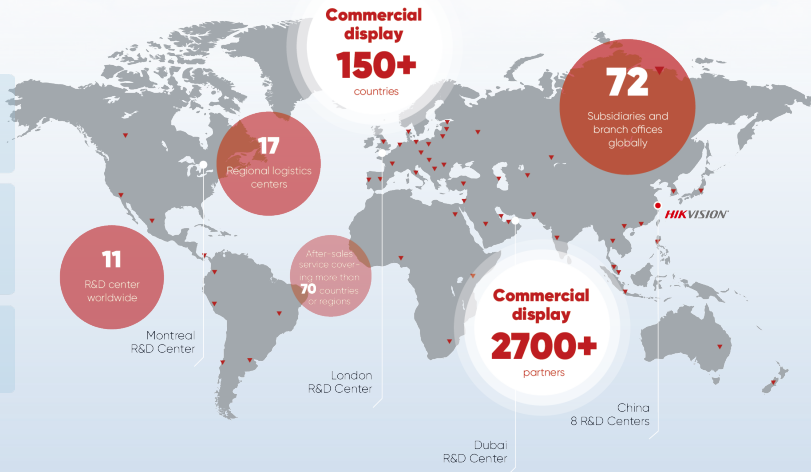 Commercial
display
150+
countries
72
Subsidiaries and
branch offices
globally
17
Regional logistics
centers
HIKVISION
11
R&D center
worldwide
After-sales
service cover-
ing more than
70 countries
or regions
Commercial
display
2700+
partners
Montreal
R&D Center
London
R&D Center
China
8 R&D Centers
Dubai
R&D Center